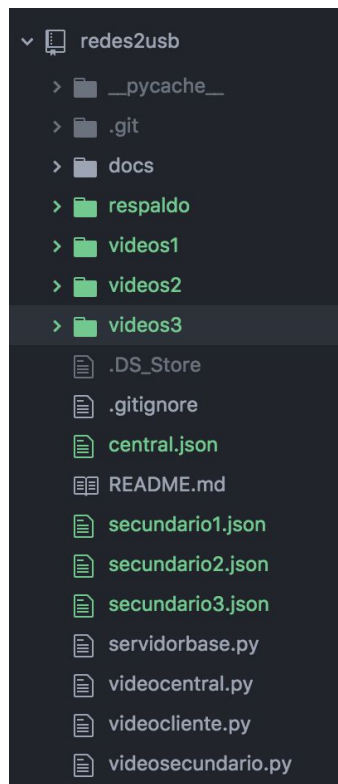 redes2usb
__pycache__
.git
docs
respaldo
videos1
videos2
videos3
.DS_Store
.gitignore
central.json
README.md
secundario1.json
secundario2.json
secundario3.json
servidorbase.py
videocentral.py
videocliente.py
videosecundario.py